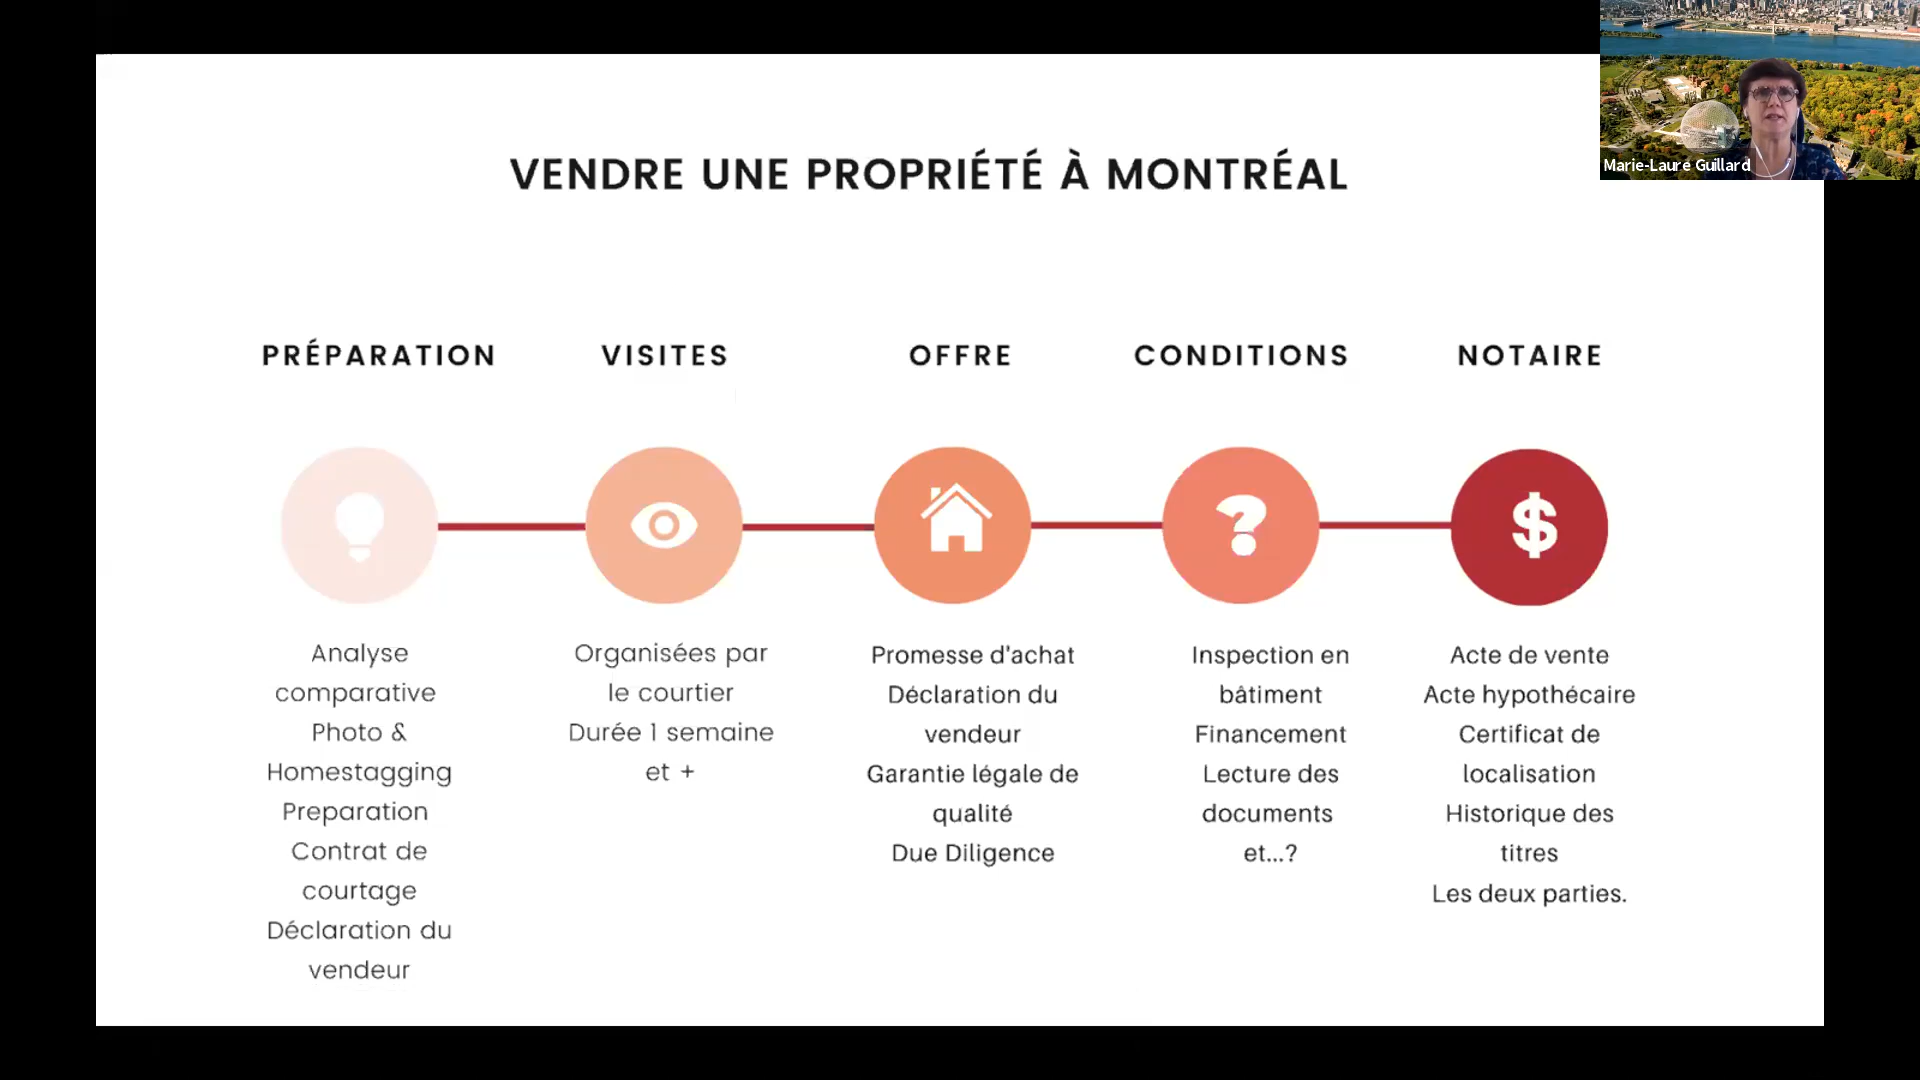 Marie-Laure Guillard
VENDRE UNE PROPRIÉTÉ À MONTRÉAL
PRÉPARATION
Analyse
comparative
Photo &
Homestagging
Preparation
Contrat de
courtage
Déclaration du
vendeur
VISITES
Organisées par
le courtier
Durée 1 semaine
et +
OFFRE
Promesse d'achat
Déclaration du
vendeur
Garantie légale de
qualité
Due Diligence
CONDITIONS
Inspection en
bâtiment
Financement
Lecture des
documents
et...?
NOTAIRE
$
Acte de vente
Acte hypothécaire
Certificat de
localisation
Historique des
titres
Les deux parties.